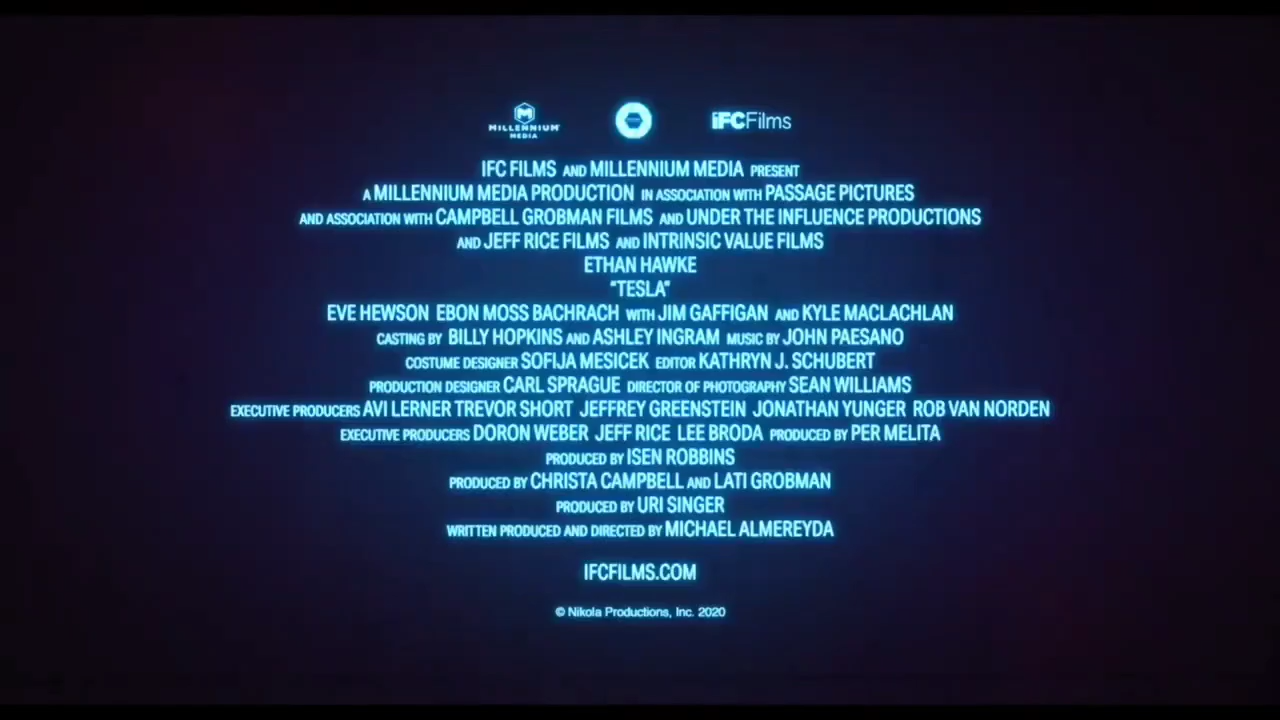 MILLENNIUM MEDIA IFC Films
IFC FILMS AND MILLENNIUM MEDIA PRESENT
A MILLENNIUM MEDIA PRODUCTION IN ASSOCIATION WITH PASSAGE PICTURES
AND ASSOCIATION WITH CAMPBELL GROBMAN FILMS AND UNDER THE INFLUENCE PRODUCTIONS
AND JEFF RICE FILMS AND INTRINSIC VALUE FILMS
ETHAN HAWKE
"TESLA"
EVE HEWSON EBON MOSS BACHRACH WITH JIM GAFFIGAN AND KYLE MACLACHLAN
CASTING BY BILLY HOPKINS AND ASHLEY INGRAM MUSIC BY JOHN PAESANO
COSTUME DESIGNER SOFIJA MESICEK EDITOR KATHRYN J. SCHUBERT
PRODUCTION DESIGNER CARL SPRAGUE DIRECTOR OF PHOTOGRAPHY SEAN WILLIAMS
EXECUTIVE PRODUCERS AVI LERNER TREVOR SHORT JEFFREY GREENSTEIN JONATHAN YUNGER ROB VAN NORDEN
EXECUTIVE PRODUCERS DORON WEBER JEFF RICE LEE BRODA PRODUCED BY PER MELITA
PRODUCED BY ISEN ROBBINS
PRODUCED BY CHRISTA CAMPBELL AND LATI GROBMAN
PRODUCED BY URI SINGER
WRITTEN PRODUCED AND DIRECTED BY MICHAEL ALMEREYDA
IFCFILMS.COM
© Nikola Productions, Inc. 2020